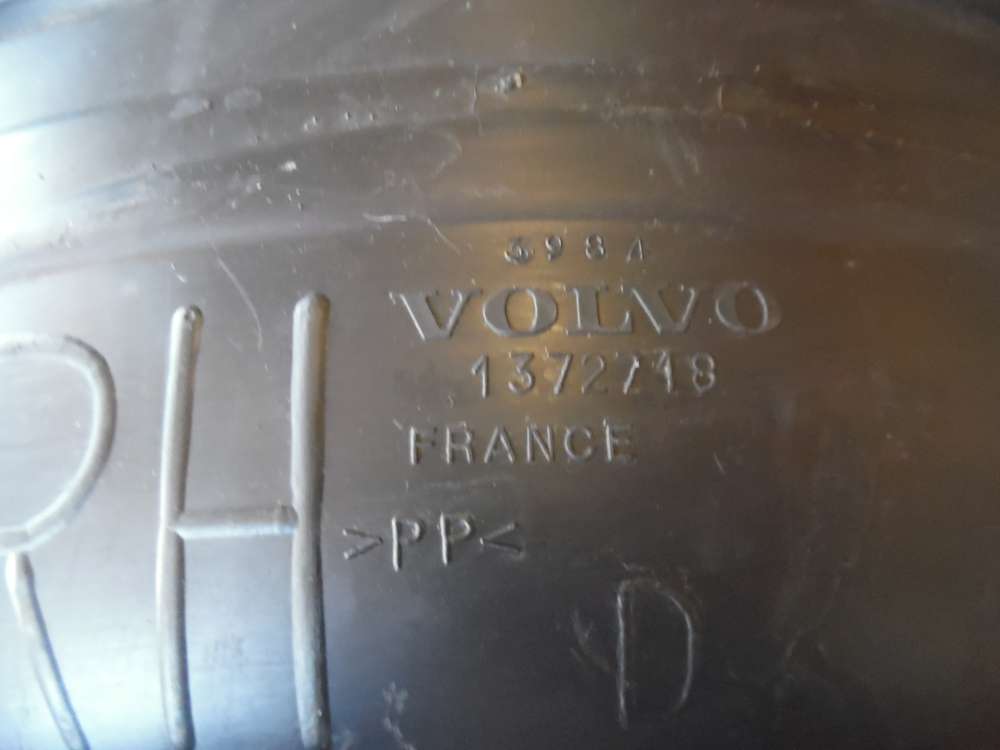 VOLVO
1372718
FRANCE
RH
>PP<
D